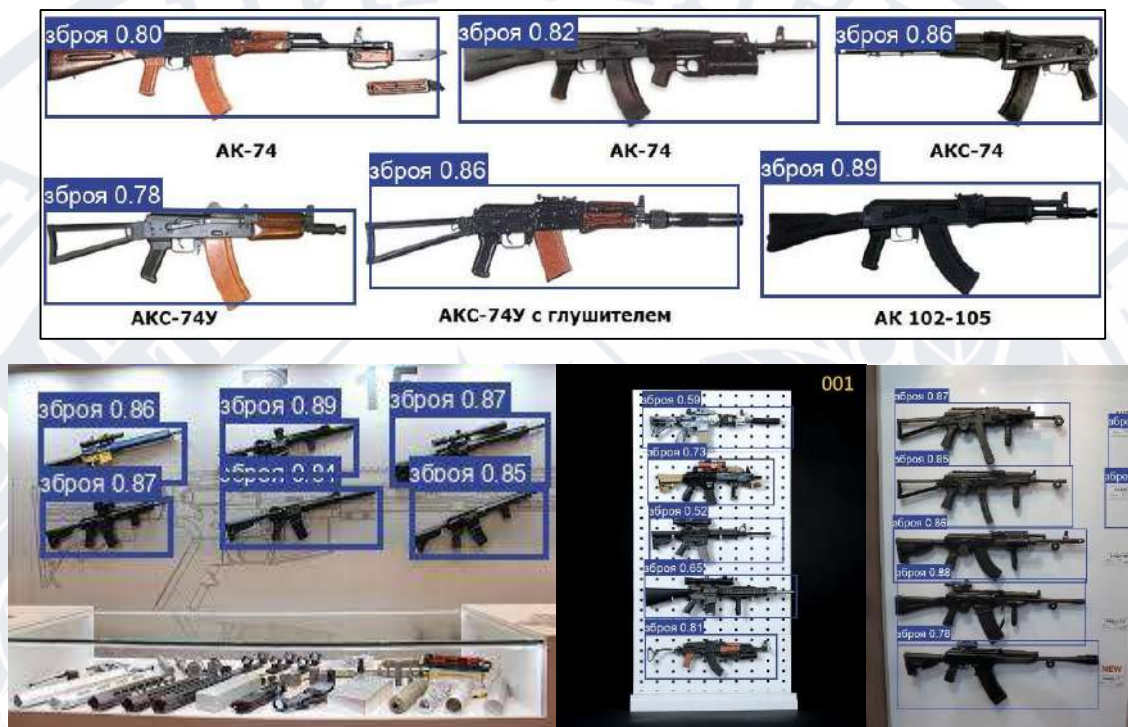 зброя 0.80
зброя 0.82
зброя 0.86
АК-74
АК-74
АКС-74
зброя 0.78
зброя 0.86
зброя 0.89
АКС-74У
АКС-74У с глушителем
АК 102-105
зброя 0.86
зброя 0.89
зброя 0.87
зброя 0.87
зброя 0.85
001
зброя 0.59
зброя 0.73
зброя 0.52
зброя 0.65
зброя 0.81
зброя 0.87
зброя 0.85
зброя 0.86
зброя 0.88
зброя 0.78
NEW